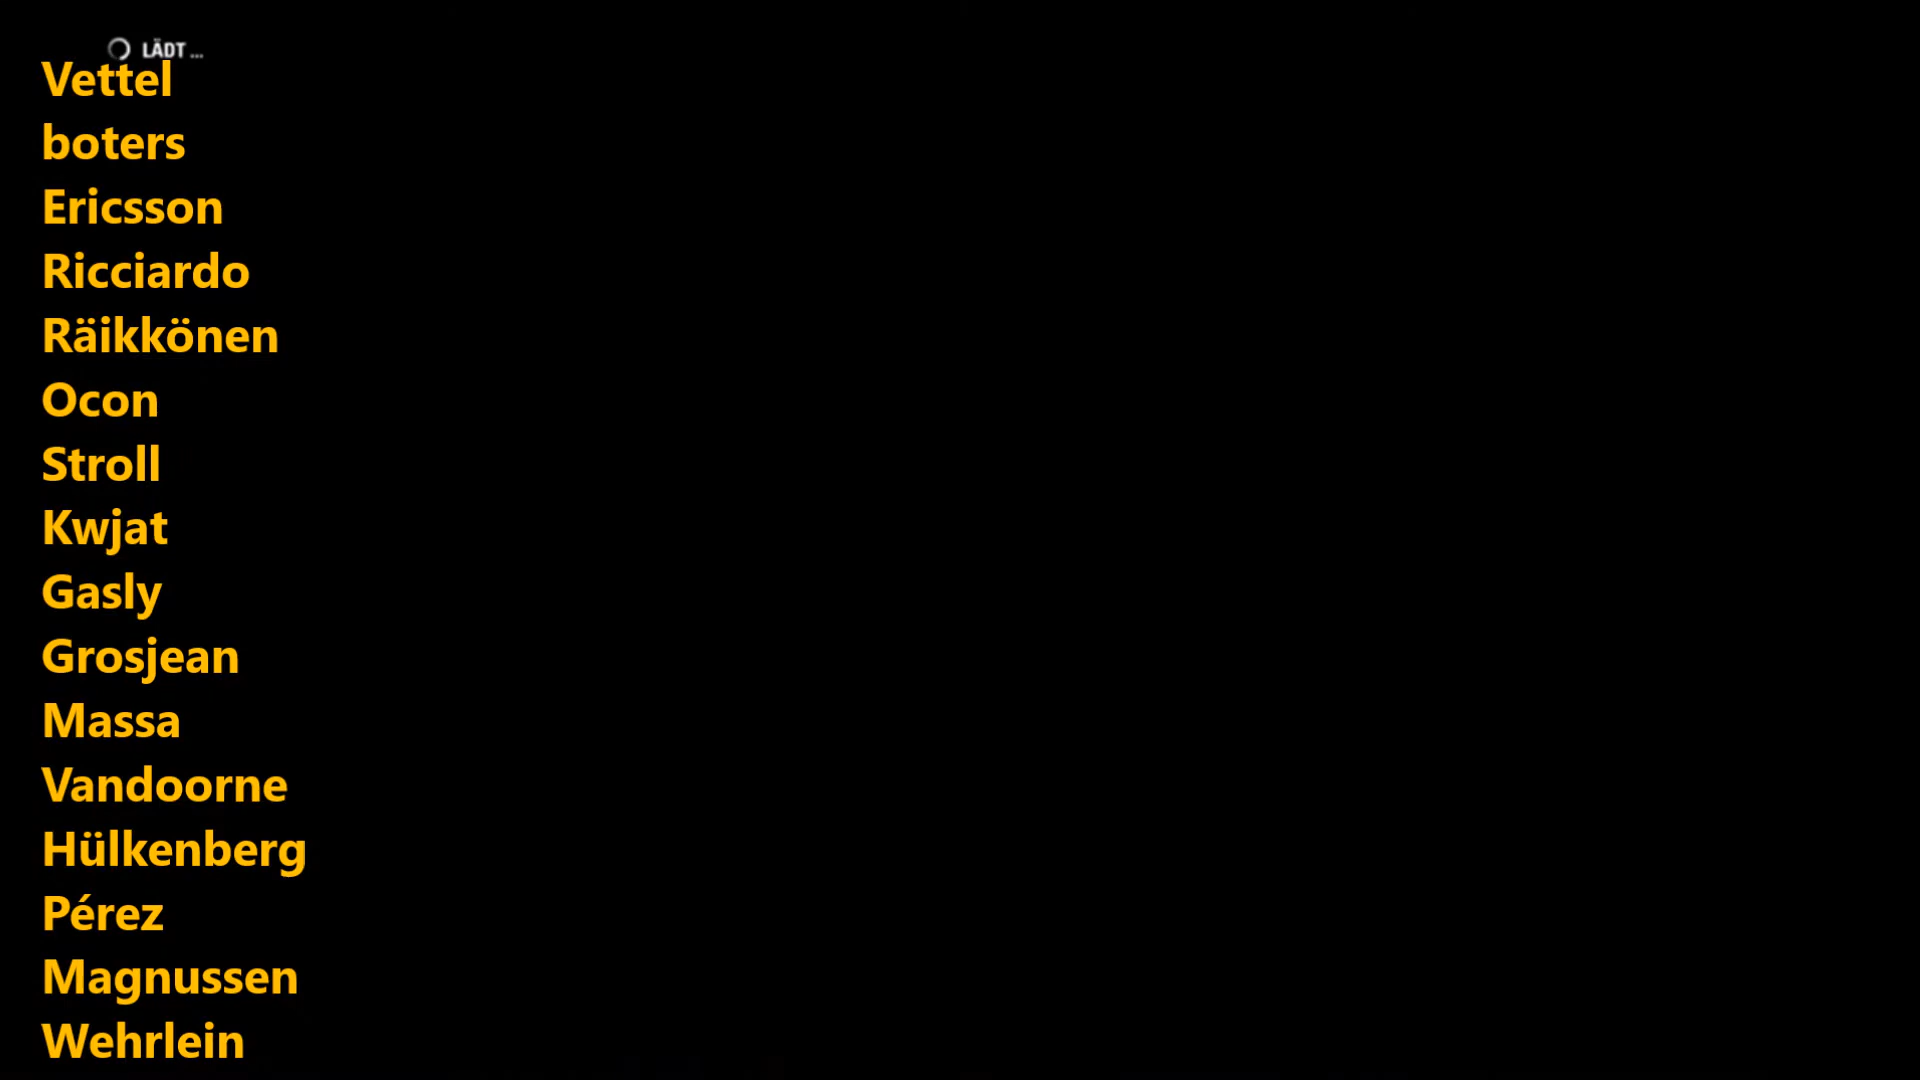 LÄDT ...
Vettel
boters
Ericsson
Ricciardo
Räikkönen
Ocon
Stroll
Kwjat
Gasly
Grosjean
Massa
Vandoorne
Hülkenberg
Pérez
Magnussen
Wehrlein